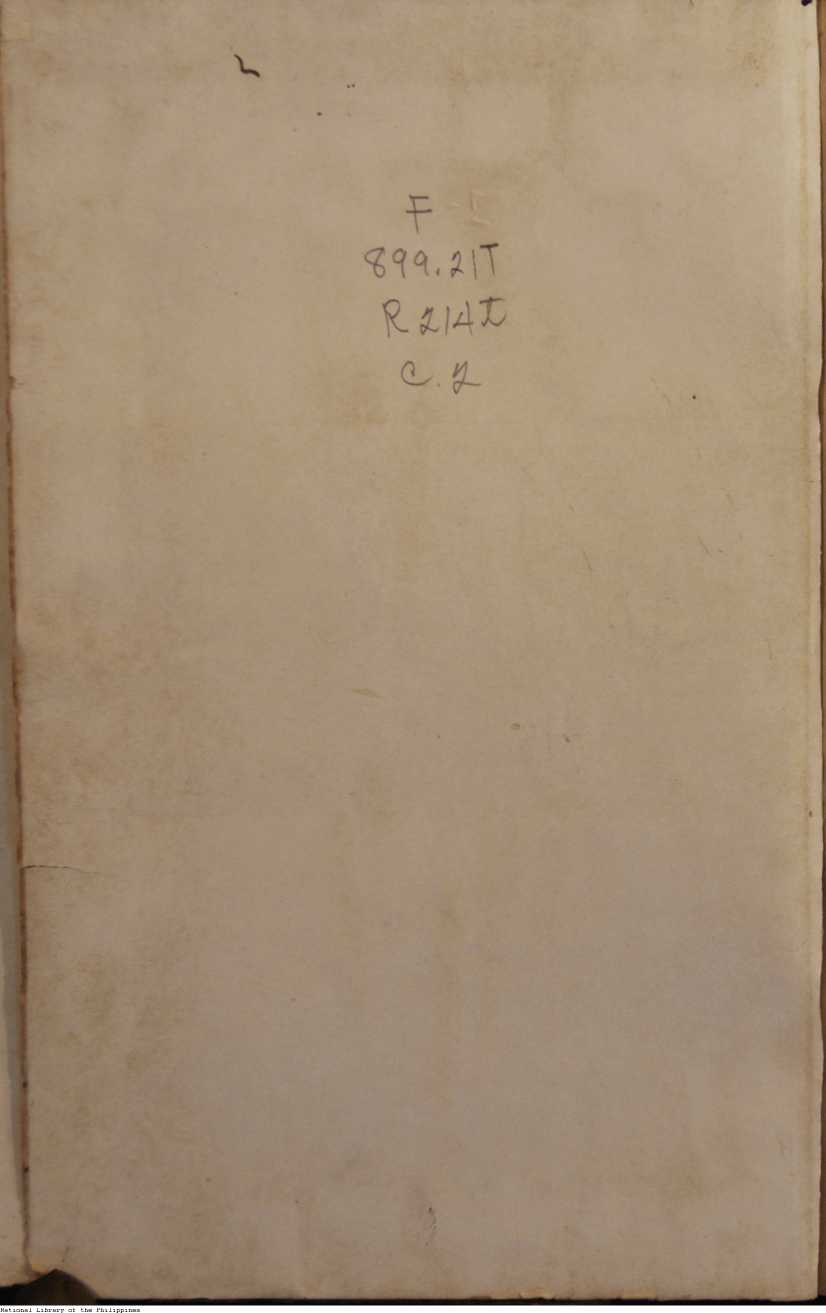 F
899.21T
R214t
C.2
National Library of the Philippines